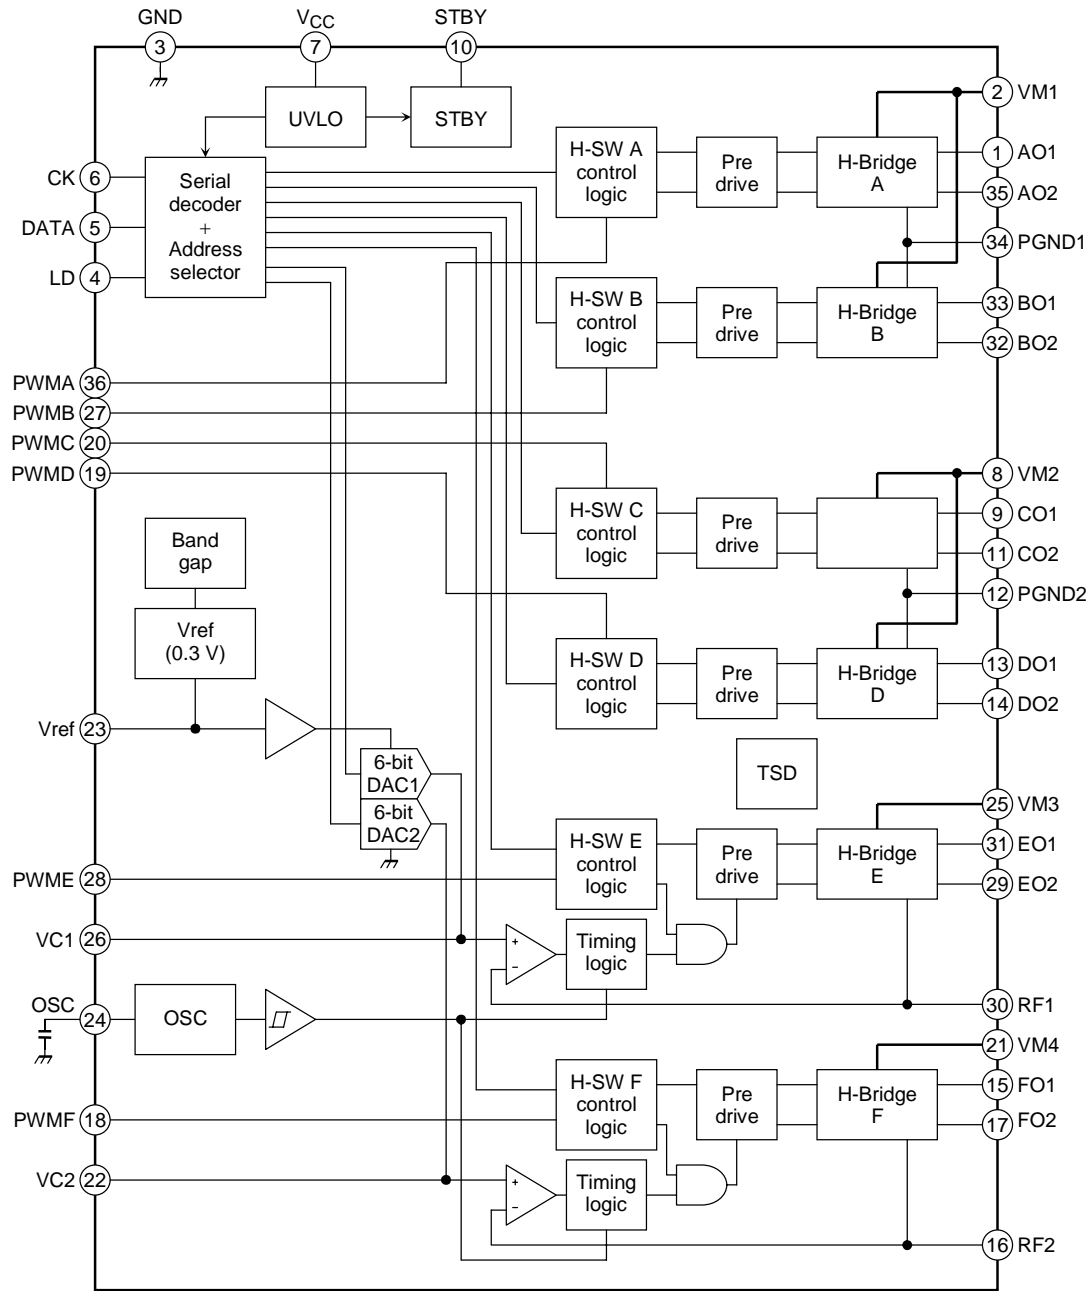 GND
VCC
STBY
3
7
10
UVLO
STBY
2 VM1
H-SW A
control
logic
Pre
drive
H-Bridge
A
1 AO1
35 AO2
CK 6
DATA 5
LD 4
Serial
decoder
+
Address
selector
34 PGND1
H-SW B
control
logic
Pre
drive
H-Bridge
B
33 BO1
32 BO2
PWMA 36
PWMB 27
PWMC 20
PWMD 19
8 VM2
H-SW C
control
logic
Pre
drive
9 CO1
11 CO2
12 PGND2
Band
gap
Vref
(0.3 V)
H-SW D
control
logic
Pre
drive
H-Bridge
D
13 DO1
14 DO2
Vref 23
6-bit
DAC1
6-bit
DAC2
TSD
25 VM3
H-SW E
control
logic
Pre
drive
H-Bridge
E
31 EO1
29 EO2
PWME 28
VC1 26
+
−
Timing
logic
OSC
24
OSC
30 RF1
21 VM4
H-SW F
control
logic
Pre
drive
H-Bridge
F
15 FO1
17 FO2
PWMF 18
VC2 22
+
−
Timing
logic
16 RF2